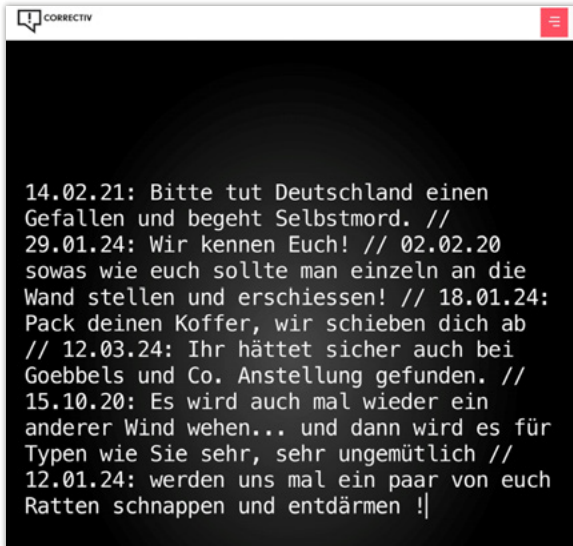 CORRECTIV
14.02.21: Bitte tut Deutschland einen
Gefallen und begeht Selbstmord. //
29.01.24: Wir kennen Euch! // 02.02.20
sowas wie euch sollte man einzeln an die
Wand stellen und erschiessen! // 18.01.24:
Pack deinen Koffer, wir schieben dich ab
// 12.03.24: Ihr hättet sicher auch bei
Goebbels und Co. Anstellung gefunden. //
15.10.20: Es wird auch mal wieder ein
anderer Wind wehen... und dann wird es für
Typen wie Sie sehr, sehr ungemütlich //
12.01.24: werden uns mal ein paar von euch
Ratten schnappen und entdärmen !